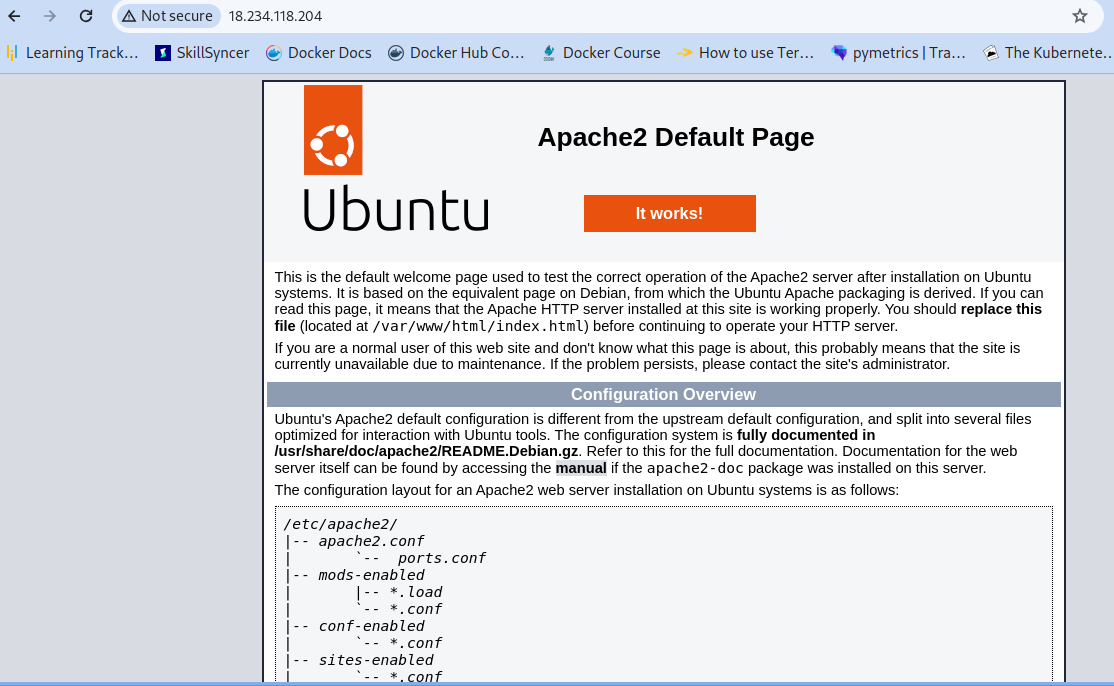 Not secure 18.234.118.204
Learning Track... SkillSyncer Docker Docs Docker Hub Co... Docker Course How to use Ter... pymetrics | Tra... The Kubernete...
Apache2 Default Page
Ubuntu
It works!
This is the default welcome page used to test the correct operation of the Apache2 server after installation on Ubuntu
systems. It is based on the equivalent page on Debian, from which the Ubuntu Apache packaging is derived. If you can
read this page, it means that the Apache HTTP server installed at this site is working properly. You should replace this
file (located at /var/www/html/index.html) before continuing to operate your HTTP server.
If you are a normal user of this web site and don't know what this page is about, this probably means that the site is
currently unavailable due to maintenance. If the problem persists, please contact the site's administrator.
Configuration Overview
Ubuntu's Apache2 default configuration is different from the upstream default configuration, and split into several files
optimized for interaction with Ubuntu tools. The configuration system is fully documented in
/usr/share/doc/apache2/README.Debian.gz. Refer to this for the full documentation. Documentation for the web
server itself can be found by accessing the manual if the apache2-doc package was installed on this server.
The configuration layout for an Apache2 web server installation on Ubuntu systems is as follows:
/etc/apache2/
|-- apache2.conf
|       `--  ports.conf
|-- mods-enabled
|       |-- *.load
|       `-- *.conf
|-- conf-enabled
|       `-- *.conf
|-- sites-enabled
|       `-- *.conf